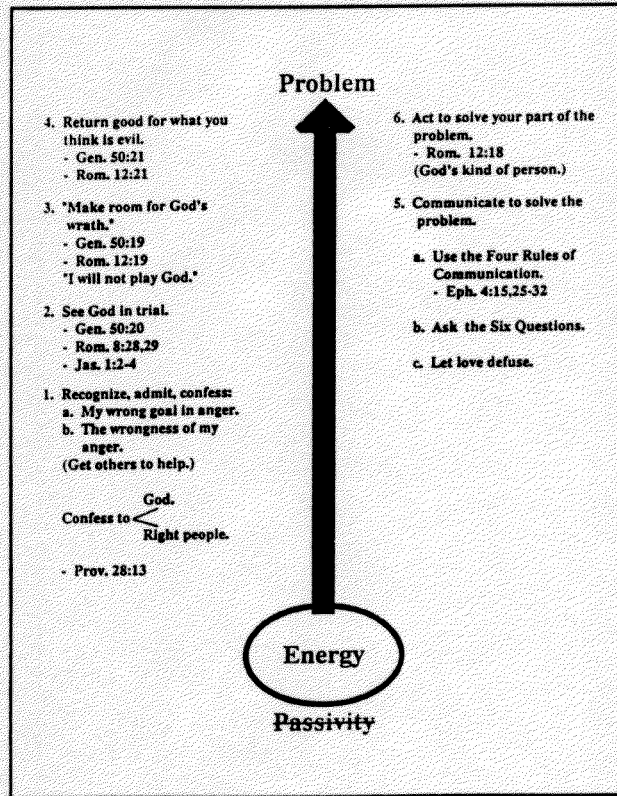 Problem
4. Return good for what you
think is evil.
- Gen. 50:21
- Rom. 12:21
3. "Make room for God's
wrath."
- Gen. 50:19
- Rom. 12:19
"I will not play God."
2. See God in trial.
- Gen. 50:20
- Rom. 8:28,29
- Jas. 1:2-4
1. Recognize, admit, confess:
a. My wrong goal in anger.
b. The wrongness of my
anger.
(Get others to help.)
God.
Confess to
Right people.
- Prov. 28:13
6. Act to solve your part of the
problem.
- Rom. 12:18
(God's kind of person.)
5. Communicate to solve the
problem.
a. Use the Four Rules of
Communication.
- Eph. 4:15,25-32
b. Ask the Six Questions.
c. Let love defuse.
Energy
Passivity